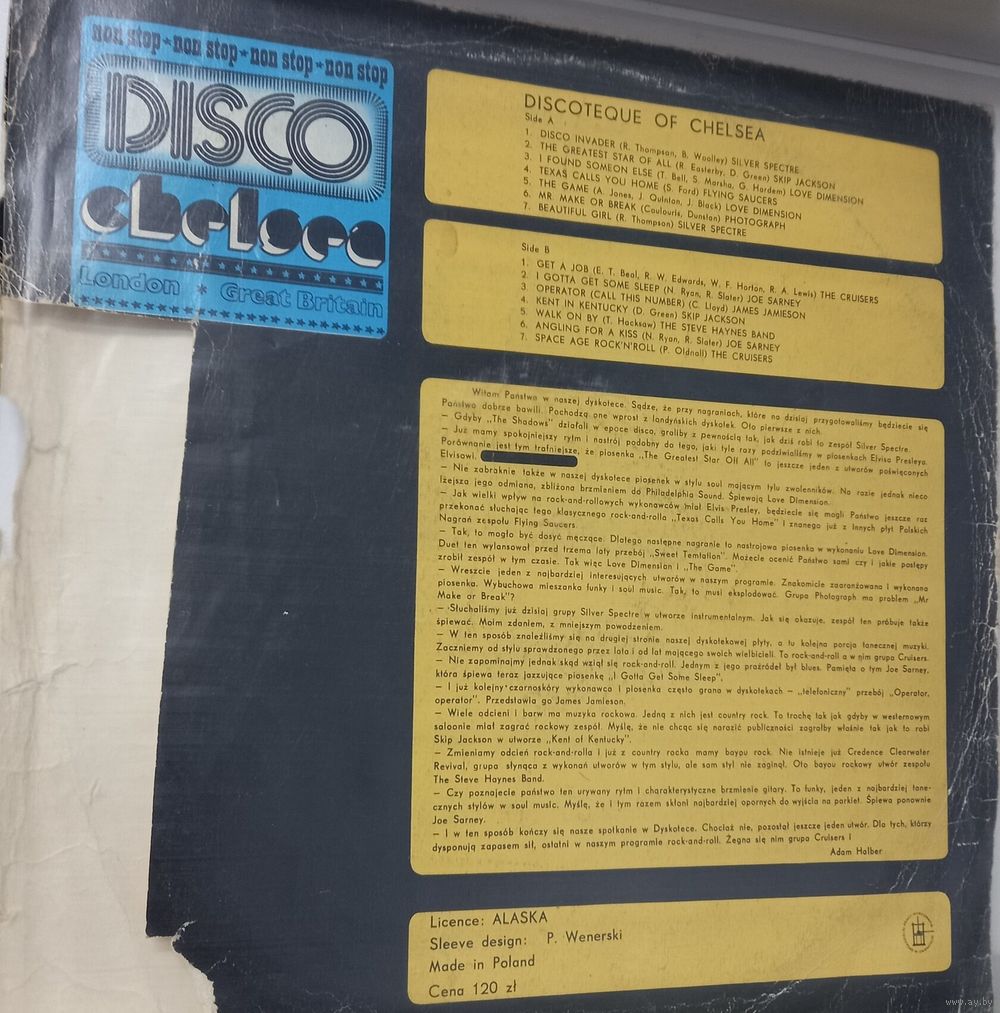 non stop * non stop * non stop * non stop
DISCO
chelsea
London * Great Britain
DISCOTEQUE OF CHELSEA
Side A
1. DISCO INVADER (R. Thompson, B. Woolley) SILVER SPECTRE
2. THE GREATEST STAR OF ALL (R. Easterby, D. Green) SKIP JACKSON
3. I FOUND SOMEON ELSE (T. Bell, S. Marsha, G. Hardem) LOVE DIMENSION
4. TEXAS CALLS YOU HOME (S. Ford) FLYING SAUCERS
5. THE GAME (A. Jones, J. Quinton, J. Black) LOVE DIMENSION
6. MR. MAKE OR BREAK (Coulouris, Dunston) PHOTOGRAPH
7. BEAUTIFUL GIRL (R. Thompson) SILVER SPECTRE
Side B
1. GET A JOB (E. T. Beal, R. W. Edwards, W. F. Horton, R. A. Lewis) THE CRUISERS
2. I GOTTA GET SOME SLEEP (N. Ryan, R. Slater) JOE SARNEY
3. OPERATOR (CALL THIS NUMBER) (C. Lloyd) JAMES JAMIESON
4. KENT IN KENTUCKY (D. Green) SKIP JACKSON
5. WALK ON BY (T. Hacksaw) THE STEVE HAYNES BAND
6. ANGLING FOR A KISS (N. Ryan, R. Slater) JOE SARNEY
7. SPACE AGE ROCK'N'ROLL (P. Oldnall) THE CRUISERS
Witam Państwa w naszej dyskotece. Sądzę, że przy nagraniach, które na dzisiaj przygotowaliśmy będziecie się
Państwo dobrze bawili. Pochodzą one wprost z londyńskich dyskotek. Oto pierwsze z nich.
— Gdyby „The Shadows" działali w epoce disco, graliby z pewnością tak, jak dziś robi to zespół Silver Spectre.
— Już mamy spokojniejszy rytm i nastrój podobny do tego, jaki tyle razy podziwialiśmy w piosenkach Elvisa Presleya.
Porównanie jest tym trafniejsze, że piosenka „The Greatest Star Off All" to jeszcze jeden z utworów poświęconych
Elvisowi.
— Nie zabraknie także w naszej dyskotece piosenek w stylu soul mającym tylu zwolenników. Na razie jednak nieco
lżejsza jego odmiana, zbliżona brzmieniem do Philadelphia Sound. Śpiewają Love Dimension.
— Jak wielki wpływ na rock-and-rollowych wykonawców miał Elvis Presley, będziecie się mogli Państwo jeszcze raz
przekonać słuchając tego klasycznego rock-and-rolla „Texas Calls You Home" i znanego już z innych płyt Polskich
Nagrań zespołu Flying Saucers.
— Tak, to mogło być dosyć męczące. Dlatego następne nagranie to nastrojowa piosenka w wykonaniu Love Dimension.
Duet ten wylansował przed trzema laty przebój „Sweet Temtation". Możecie ocenić Państwo sami czy i jakie postępy
zrobił zespół w tym czasie. Tak więc Love Dimension i „The Game".
— Wreszcie jeden z najbardziej interesujących utworów w naszym programie. Znakomicie zaaranżowana i wykonana
piosenka. Wybuchowa mieszanka funky i soul music. Tak, to musi eksplodować. Grupa Photograph ma problem „Mr
Make or Break"?
— Słuchaliśmy już dzisiaj grupy Silver Spectre w utworze instrumentalnym. Jak się okazuje, zespół ten próbuje także
śpiewać. Moim zdaniem, z mniejszym powodzeniem.
— W ten sposób znaleźliśmy się na drugiej stronie naszej dyskotekowej płyty, a tu kolejna porcja tanecznej muzyki.
Zaczniemy od stylu sprawdzonego przez lata i od lat mającego swoich wielbicieli. To rock-and-roll a w nim grupa Cruisers.
— Nie zapominajmy jednak skąd wziął się rock-and-roll. Jednym z jego praźródeł był blues. Pamięta o tym Joe Sarney,
która śpiewa teraz jazzujące piosenkę „I Gotta Get Some Sleep".
— I już kolejny czarnoskóry wykonawca i piosenka często grana w dyskotekach — „telefoniczny" przebój „Operator,
operator". Przedstawia go James Jamieson.
— Wiele odcieni i barw ma muzyka rockowa. Jedną z nich jest country rock. To trochę tak jak gdyby w westernowym
saloonie miał zagrać rockowy zespół. Myślę, że nie chcąc się narazić publiczności zagrałby właśnie tak jak to robi
Skip Jackson w utworze „Kent of Kentucky".
— Zmieniamy odcień rock-and-rolla i już z country rocka mamy bayou rock. Nie istnieje już Credence Clearwater
Revival, grupa słynąca z wykonań utworów w tym stylu, ale sam styl nie zaginął. Oto bayou rockowy utwór zespołu
The Steve Haynes Band.
— Czy poznajecie państwo ten urywany rytm i charakterystyczne brzmienie gitary. To funky, jeden z najbardziej tane-
cznych stylów w soul music. Myślę, że i tym razem skłoni najbardziej opornych do wyjścia na parkiet. Śpiewa ponownie
Joe Sarney.
— I w ten sposób kończy się nasze spotkanie w Dyskotece. Chociaż nie, pozostał jeszcze jeden utwór. Dla tych, którzy
dysponują zapasem sił, ostatni w naszym programie rock-and-roll. Żegna się nim grupa Cruisers !
Adam Halber
Licence: ALASKA
Sleeve design: P. Wenerski
Made in Poland
Cena 120 zł
www.ay.by